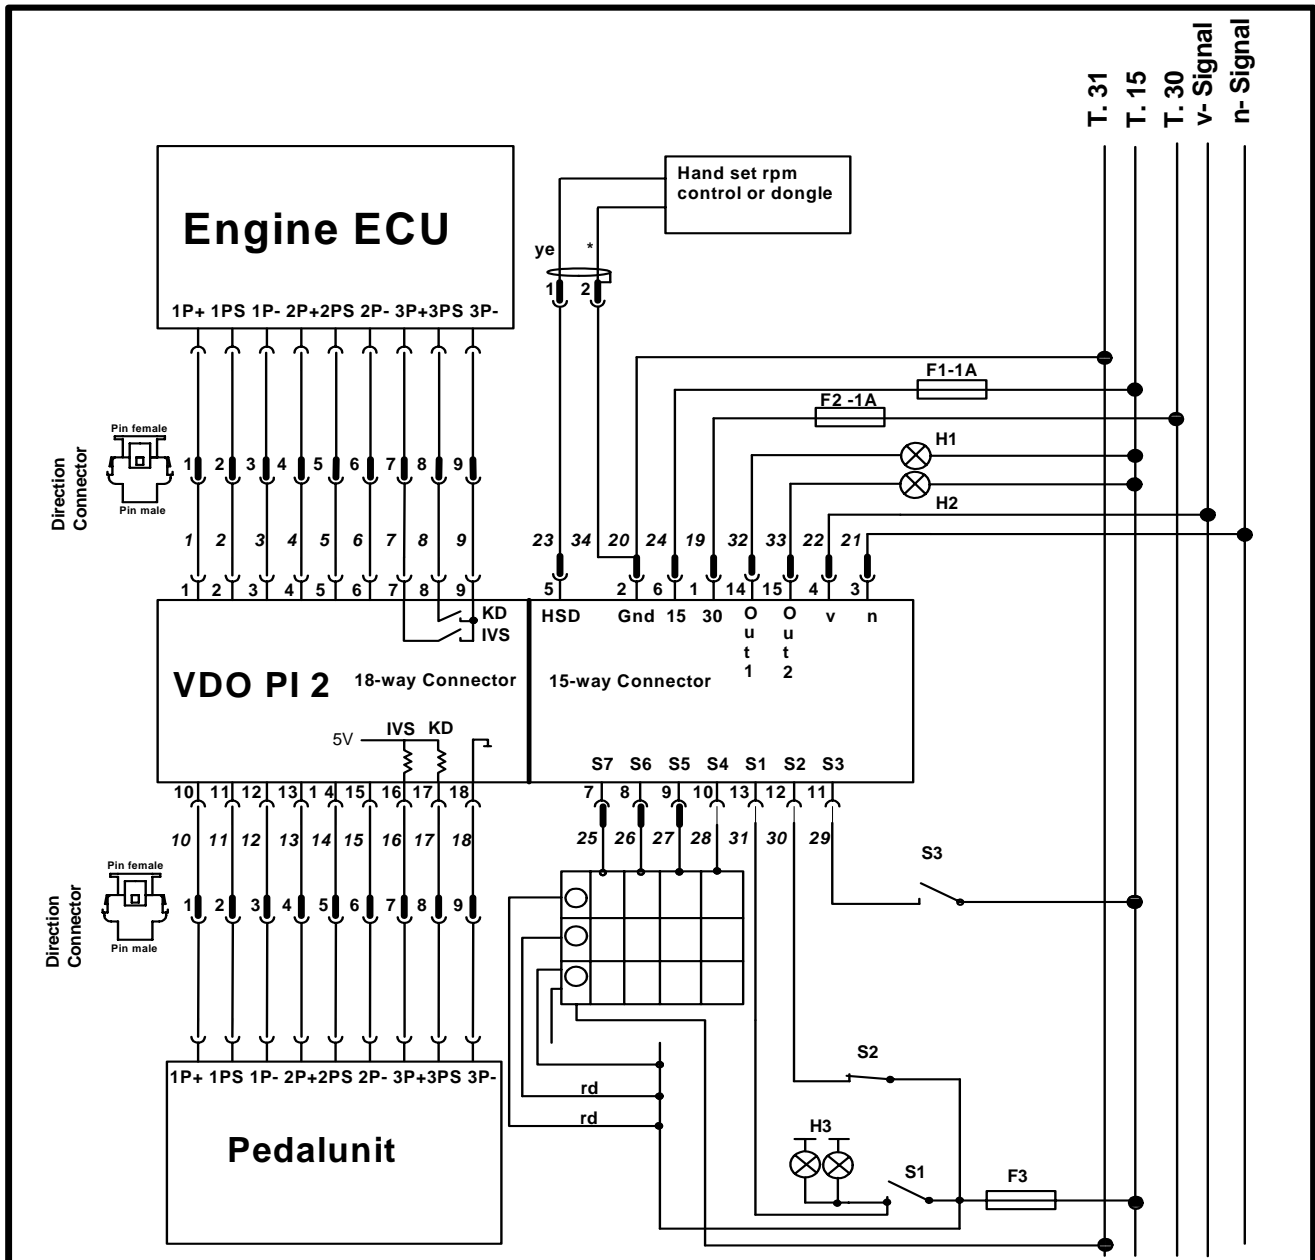 T. 31
T. 15
T. 30
v- Signal
n- Signal
Hand set rpm
control or dongle
Engine ECU
ye *
1P+ 1PS 1P- 2P+ 2PS 2P- 3P+ 3PS 3P-
1 2
F1-1A
F2 -1A
H1
Direction
Connector
Pin female
Pin male
1 2 3 4 5 6 7 8 9
H2
1 2 3 4 5 6 7 8 9
23 34 20 24 19 32 33 22 21
1 2 3 4 5 6 7 8 9
5 2 6 1 14 15 4 3
KD
IVS
HSD Gnd 15 30 Out1 Out2 v n
VDO PI 2
18-way Connector
15-way Connector
5V
IVS KD
S7 S6 S5 S4 S1 S2 S3
10 11 12 13 1 4 15 16 17 18
7 8 9 10 13 12 11
10 11 12 13 14 15 16 17 18
25 26 27 28 31 30 29
S3
Direction
Connector
Pin female
Pin male
1 2 3 4 5 6 7 8 9
S2
1P+ 1PS 1P- 2P+ 2PS 2P- 3P+ 3PS 3P-
rd
rd
Pedalunit
H3
S1
F3